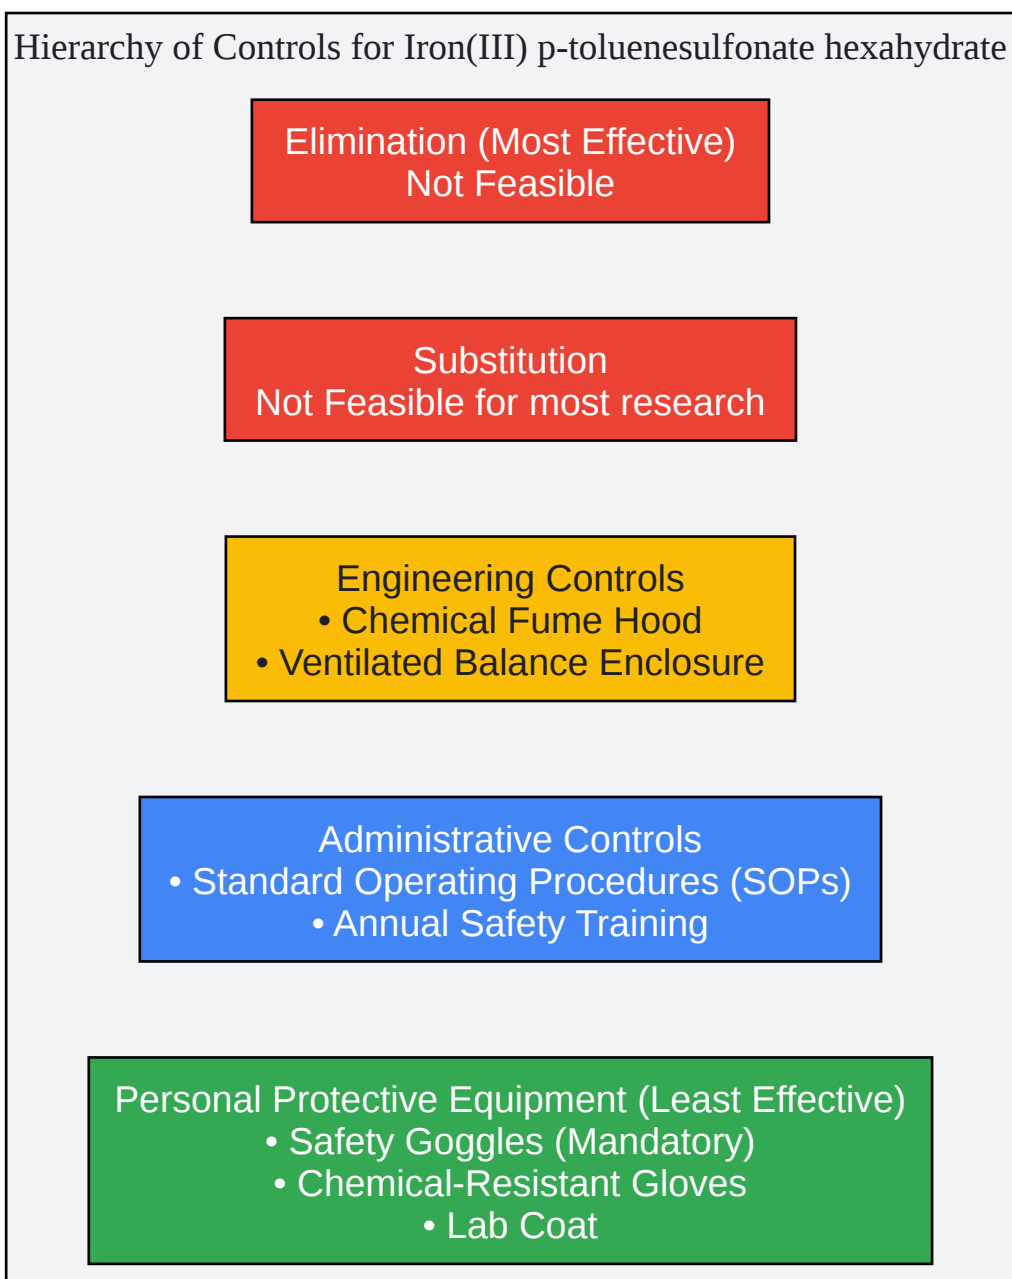 Hierarchy of Controls for Iron(III) p-toluenesulfonate hexahydrate
Elimination (Most Effective)
Not Feasible
Substitution
Not Feasible for most research
Engineering Controls
• Chemical Fume Hood
• Ventilated Balance Enclosure
Administrative Controls
• Standard Operating Procedures (SOPs)
• Annual Safety Training
Personal Protective Equipment (Least Effective)
• Safety Goggles (Mandatory)
• Chemical-Resistant Gloves
• Lab Coat